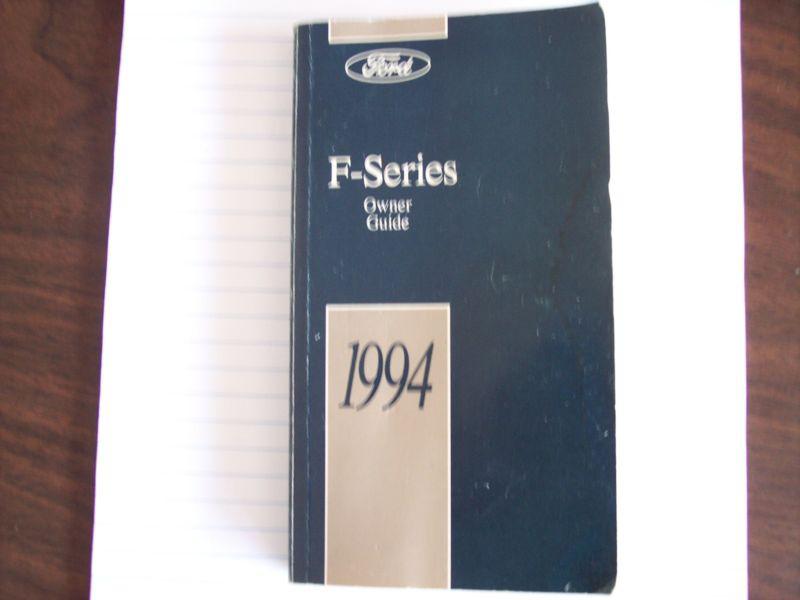 Ford
F-Series
Owner
Guide
1994